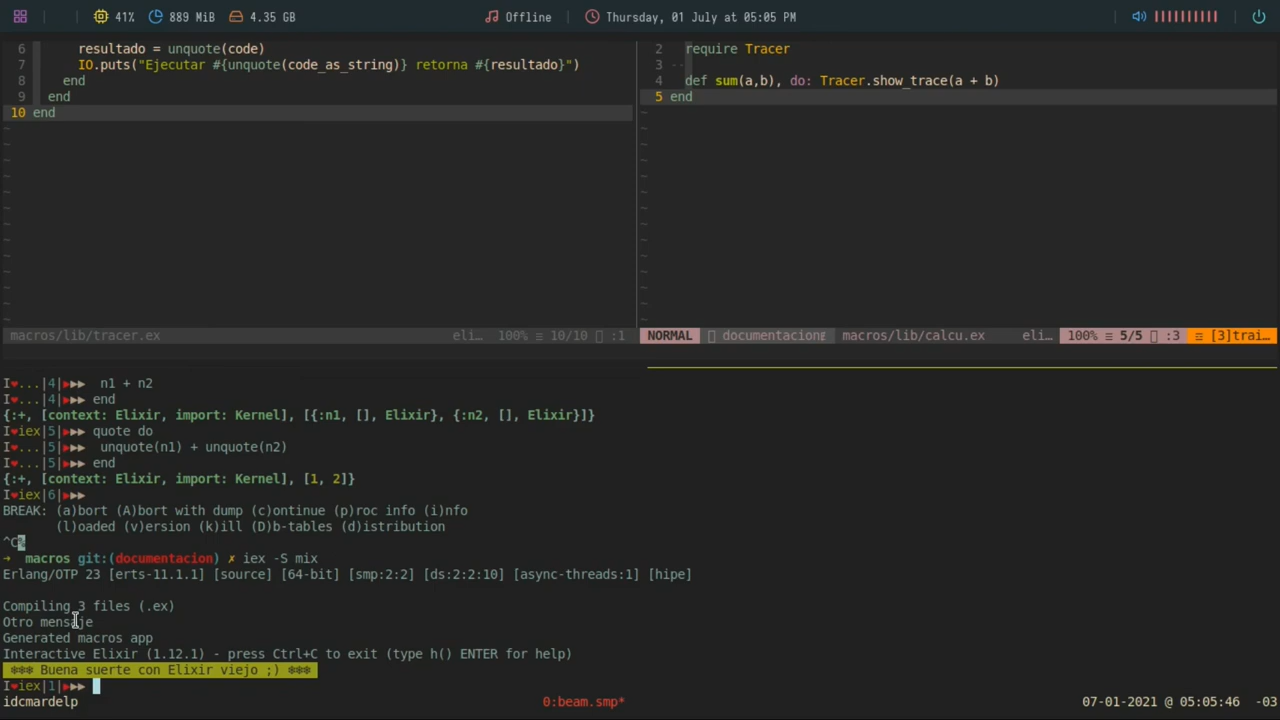 41% 889 MiB 4.35 GB Offline Thursday, 01 July at 05:05 PM
6 resultado = unquote(code)
7 IO.puts("Ejecutar #{unquote(code_as_string)} retorna #{resultado}")
8 end
9 end
10 end
~
~
~
~
~
~
~
~
~
~
~
~
~
macros/lib/tracer.ex eli… 100% ≡ 10/10 :1
2 require Tracer
3 --
4 def sum(a,b), do: Tracer.show_trace(a + b)
5 end
~
~
~
~
~
~
~
~
~
~
~
~
~
~
NORMAL documentacion macros/lib/calcu.ex eli… 100% ≡ 5/5 :3 ≡ [3]trai…
I♥...|4|▶▶▶ n1 + n2
I♥...|4|▶▶▶ end
{:+, [context: Elixir, import: Kernel], [{:n1, [], Elixir}, {:n2, [], Elixir}]}
I♥iex|5|▶▶▶ quote do
I♥...|5|▶▶▶ unquote(n1) + unquote(n2)
I♥...|5|▶▶▶ end
{:+, [context: Elixir, import: Kernel], [1, 2]}
I♥iex|6|▶▶▶
BREAK: (a)bort (A)bort with dump (c)ontinue (p)roc info (i)nfo
(l)oaded (v)ersion (k)ill (D)b-tables (d)istribution
^C%
→ macros git:(documentacion) ✗ iex -S mix
Erlang/OTP 23 [erts-11.1.1] [source] [64-bit] [smp:2:2] [ds:2:2:10] [async-threads:1] [hipe]
Compiling 3 files (.ex)
Otro mensaje
Generated macros app
Interactive Elixir (1.12.1) - press Ctrl+C to exit (type h() ENTER for help)
❄❄❄ Buena suerte con Elixir viejo ;) ❄❄❄
I♥iex|1|▶▶▶
idcmardelp 0:beam.smp* 07-01-2021 @ 05:05:46 -03